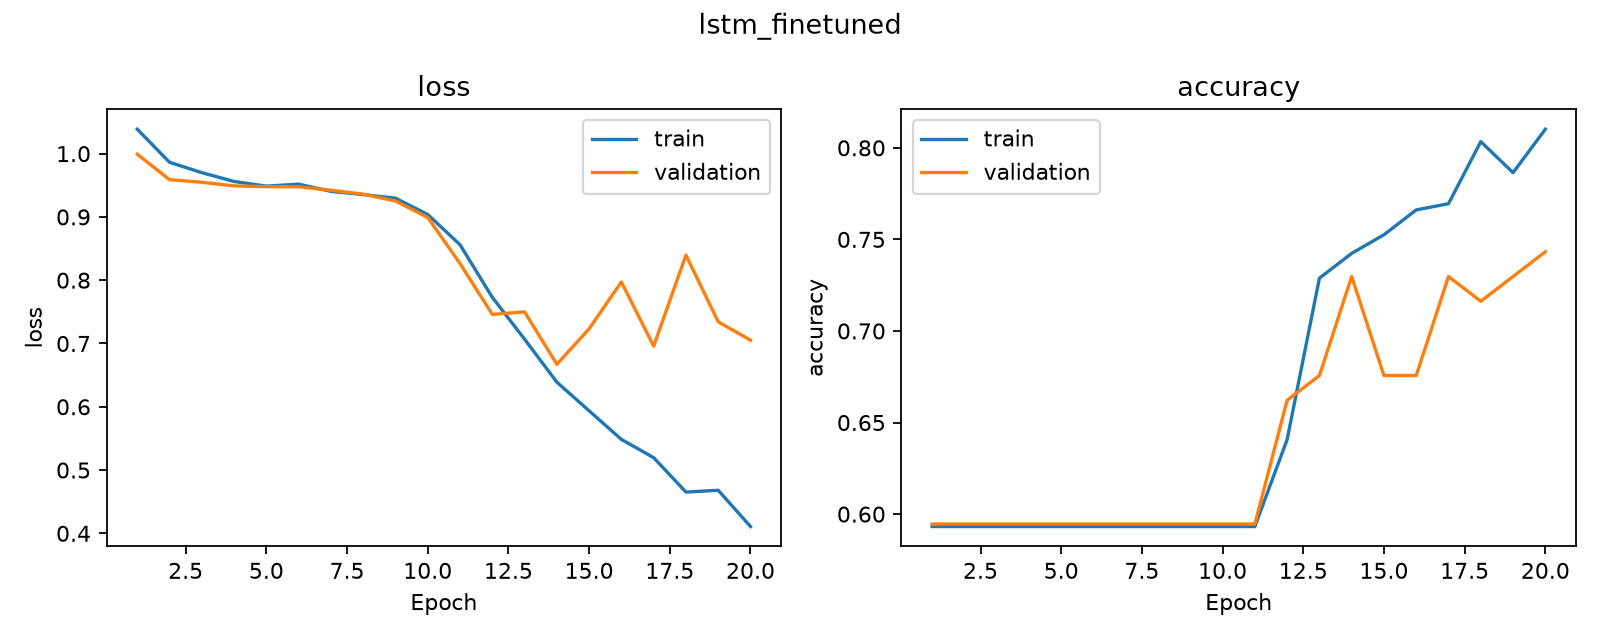 lstm_finetuned
loss
train
validation
1.0
0.9
0.8
0.7
0.6
0.5
0.4
loss
2.5 5.0 7.5 10.0 12.5 15.0 17.5 20.0
Epoch
accuracy
train
validation
0.80
0.75
0.70
0.65
0.60
accuracy
2.5 5.0 7.5 10.0 12.5 15.0 17.5 20.0
Epoch